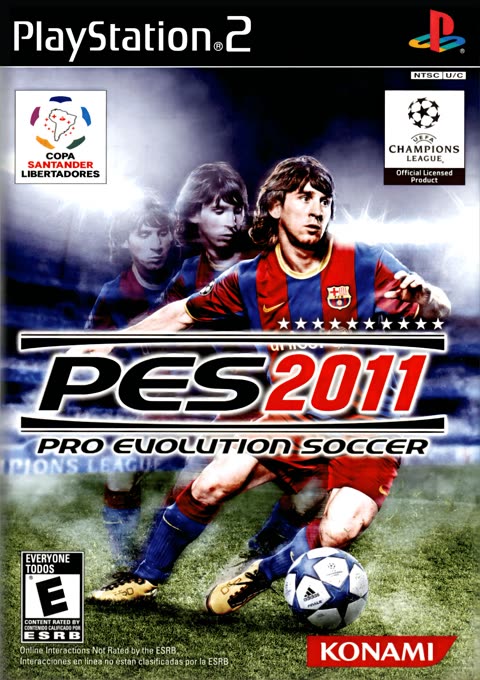 PlayStation®2
NTSC U/C
COPA
SANTANDER
LIBERTADORES
UEFA
CHAMPIONS
LEAGUE
Official Licensed
Product
PES2011
PRO EVOLUTION SOCCER
PIONS LEAGUE
EVERYONE
TODOS
E
CONTENT RATED BY
CONTENIDO CALIFICADO POR
ESRB
Online Interactions Not Rated by the ESRB
Interacciones en línea no están clasificadas por la ESRB
KONAMI